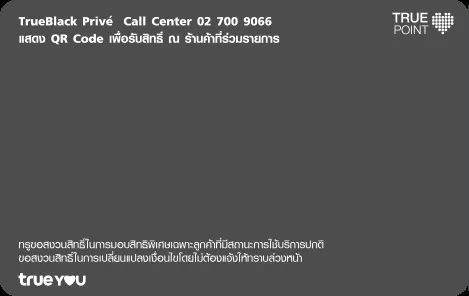 TrueBlack Privé Call Center 02 700 9066
แสดง QR Code เพื่อรับสิทธิ์ ณ ร้านค้าที่ร่วมรายการ
TRUE
POINT
ทรูขอสงวนสิทธิ์ในการมอบสิทธิพิเศษเฉพาะลูกค้าที่มีสถานะการใช้บริการปกติ
ขอสงวนสิทธิ์ในการเปลี่ยนแปลงเงื่อนไขโดยไม่ต้องแจ้งให้ทราบล่วงหน้า
trueyou